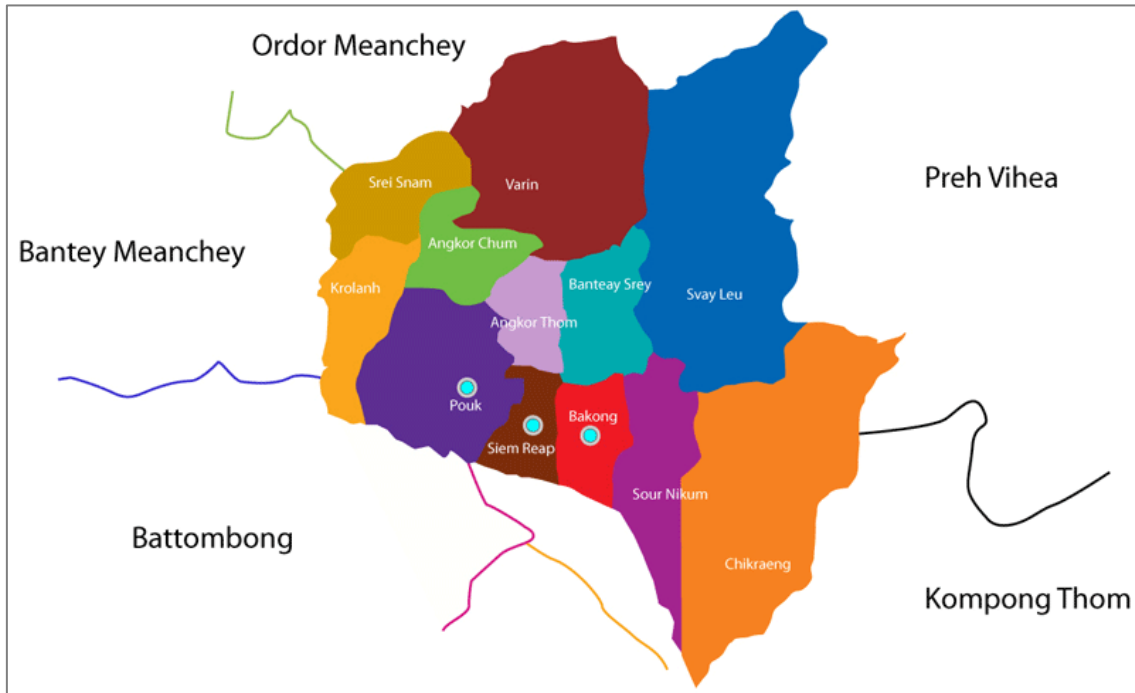 Ordor Meanchey
Srei Snam
Varin
Preh Vihea
Angkor Chum
Bantey Meanchey
Krolanh
Banteay Srey
Svay Leu
Angkor Thom
Pouk
Bakong
Siem Reap
Sour Nikum
Battombong
Chikraeng
Kompong Thom